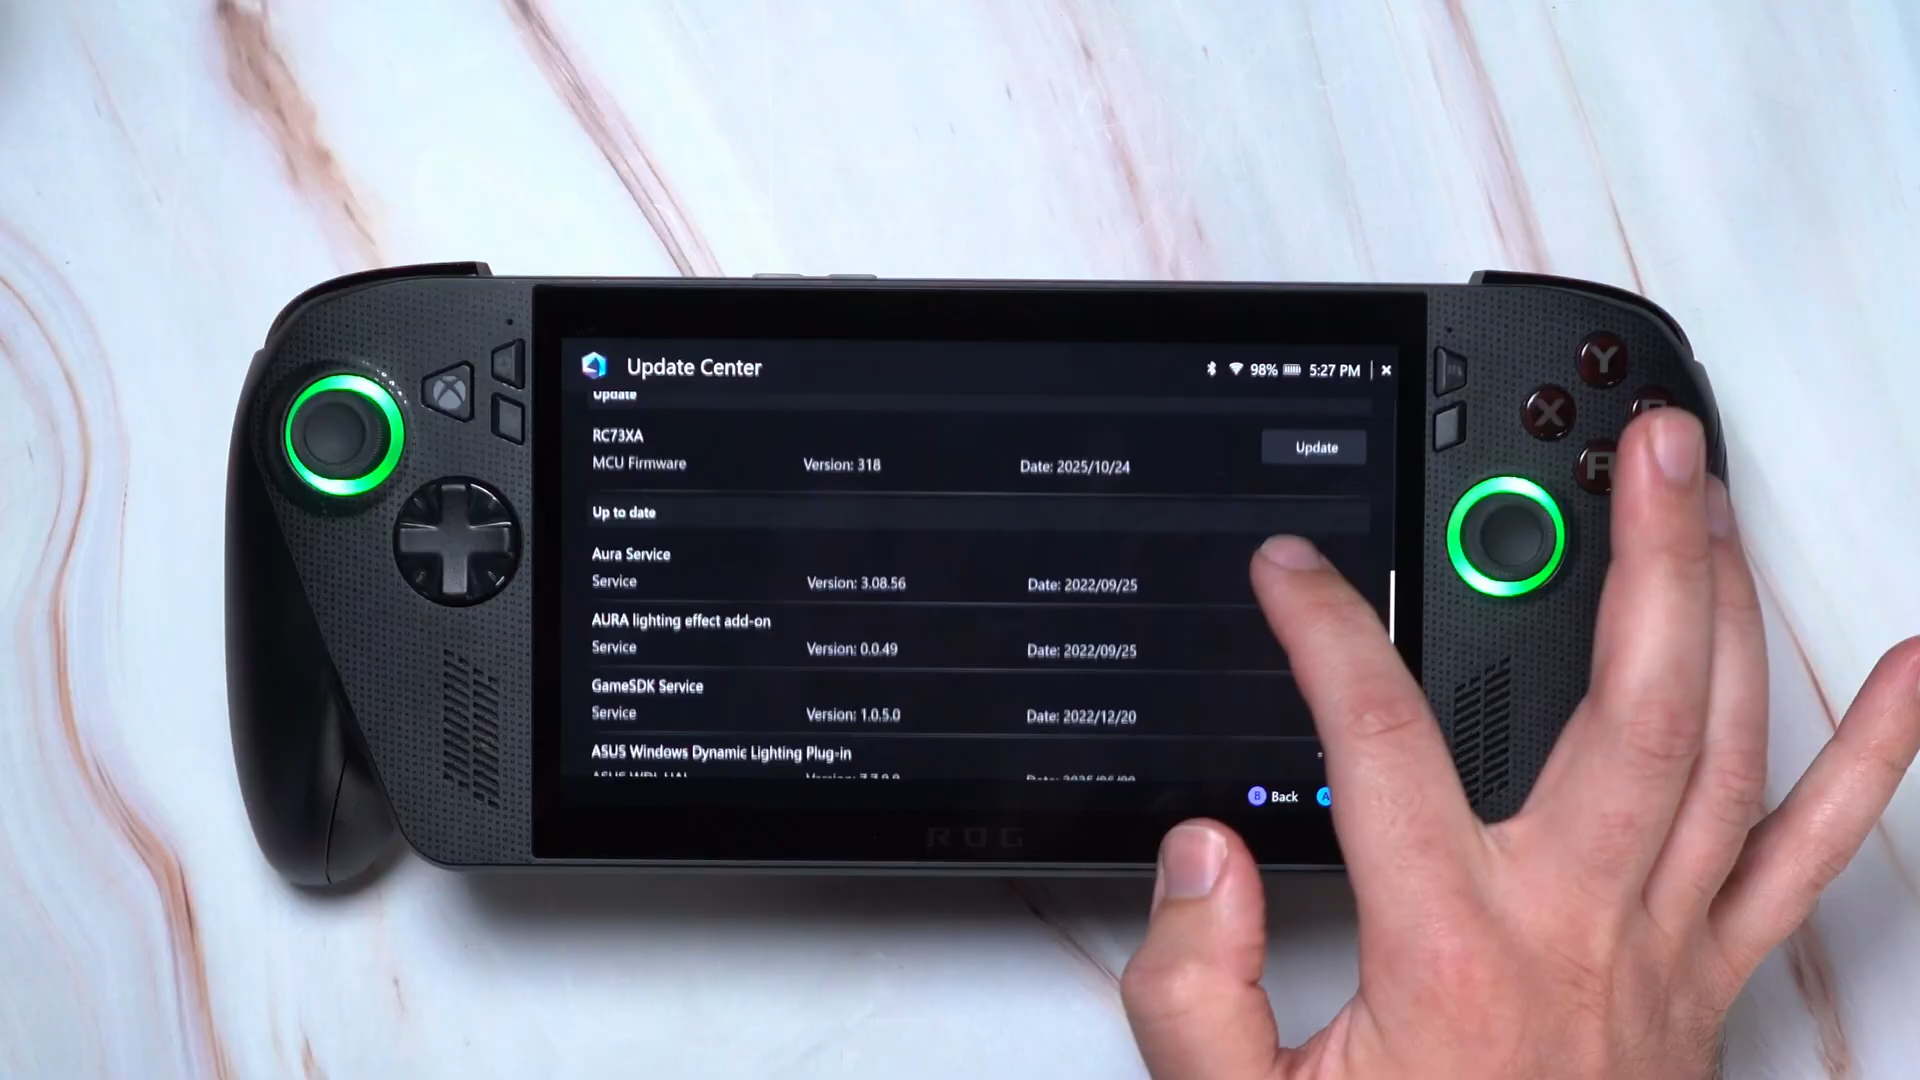 Update Center
98% 5:27 PM
Update
RC73XA
MCU Firmware Version: 318 Date: 2025/10/24
Update
Up to date
Aura Service
Service Version: 3.08.56 Date: 2022/09/25
AURA lighting effect add-on
Service Version: 0.0.49 Date: 2022/09/25
GameSDK Service
Service Version: 1.0.5.0 Date: 2022/12/20
ASUS Windows Dynamic Lighting Plug-in
B Back A
ROG
Y
X